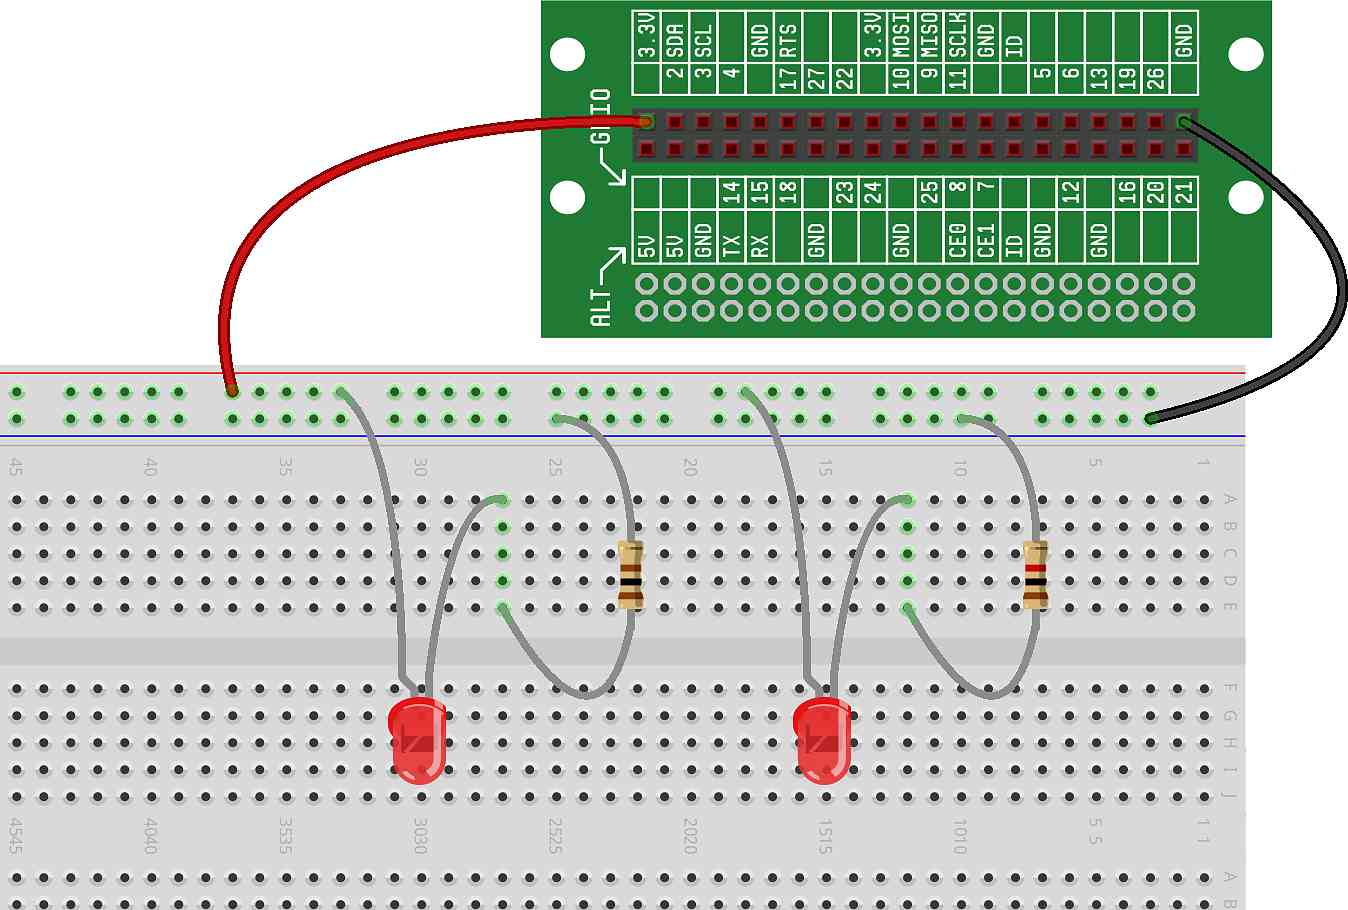 3.3V SDA SCL GND RTS 3.3V MOSI MISO SCLK GND ID GND
2 3 4 17 27 22 10 9 11 5 6 13 19 26
GPIO
14 15 18 23 24 25 8 7 12 16 20 21
5V 5V GND TX RX GND GND CE0 CE1 ID GND GND
ALT
45 40 35 30 25 20 15 10 5 1
A
B
C
D
E
F
G
H
I
J
4545 4040 3535 3030 2525 2020 1515 1010 5 5 1 1
A
B